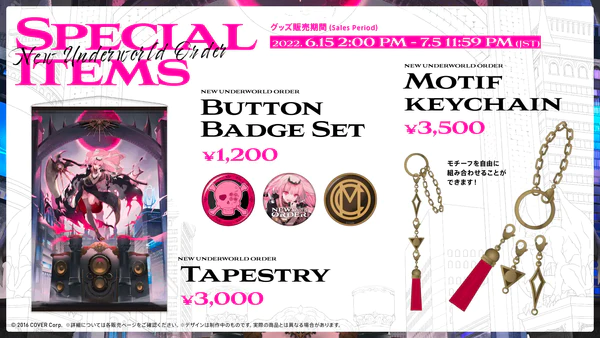 SPECIAL
ITEMS
New Underworld Order
グッズ販売期間 (Sales Period)
2022. 6.15 2:00 PM - 7.5 11:59 PM (JST)
NEW UNDERWORLD ORDER
BUTTON
BADGE SET
¥1,200
NEW UNDERWORLD ORDER
MOTIF
KEYCHAIN
¥3,500
モチーフを自由に
組み合わせることが
できます!
NEW UNDERWORLD ORDER
TAPESTRY
¥3,000
© 2016 COVER Corp. ※詳細については各販売ページをご確認ください。※デザインは制作中のものです。実際の商品とは異なる場合があります。